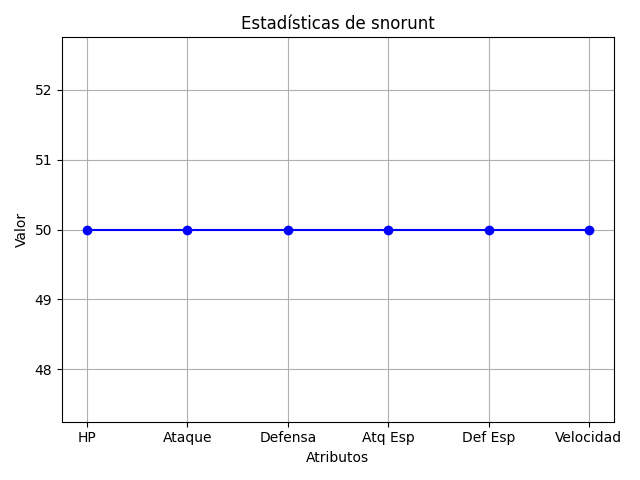 Estadísticas de snorunt
Valor
52
51
50
49
48
HP Ataque Defensa Atq Esp Def Esp Velocidad
Atributos